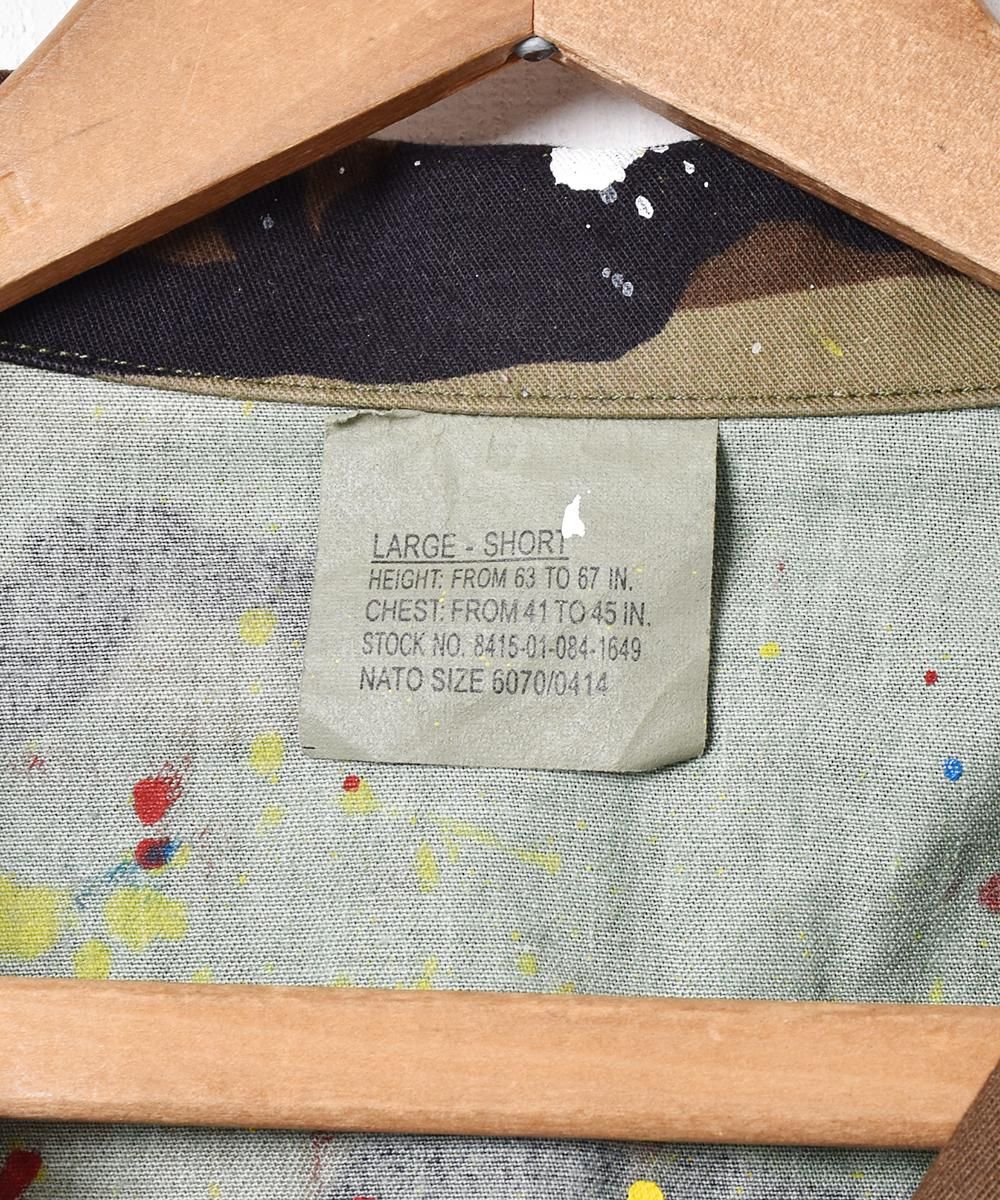 LARGE - SHORT
HEIGHT: FROM 63 TO 67 IN.
CHEST: FROM 41 TO 45 IN.
STOCK NO. 8415-01-084-1649
NATO SIZE 6070/0414